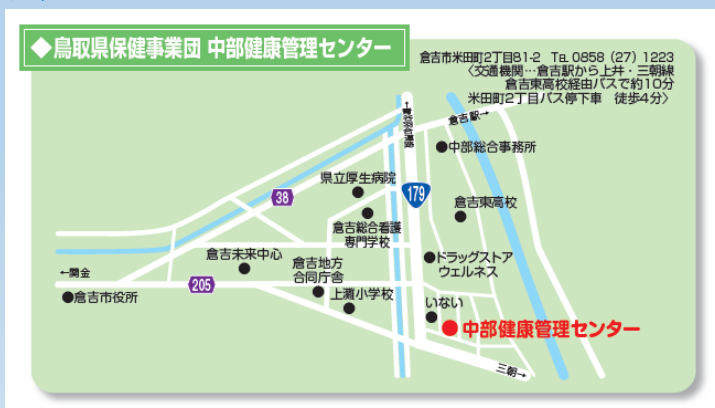 ◆鳥取県保健事業団 中部健康管理センター
倉吉市米田町2丁目81-2 TEL 0858（27）1223
〈交通機関…倉吉駅から上井・三朝線
倉吉東高校経由バスで約10分
米田町2丁目バス停下車 徒歩4分〉
倉吉駅→
中部総合事務所
県立厚生病院
179
38
倉吉東高校
倉吉総合看護
専門学校
倉吉未来中心
倉吉地方
合同庁舎
ドラッグストア
ウェルネス
←関金
205
倉吉市役所
上灘小学校
いない
中部健康管理センター
三朝→